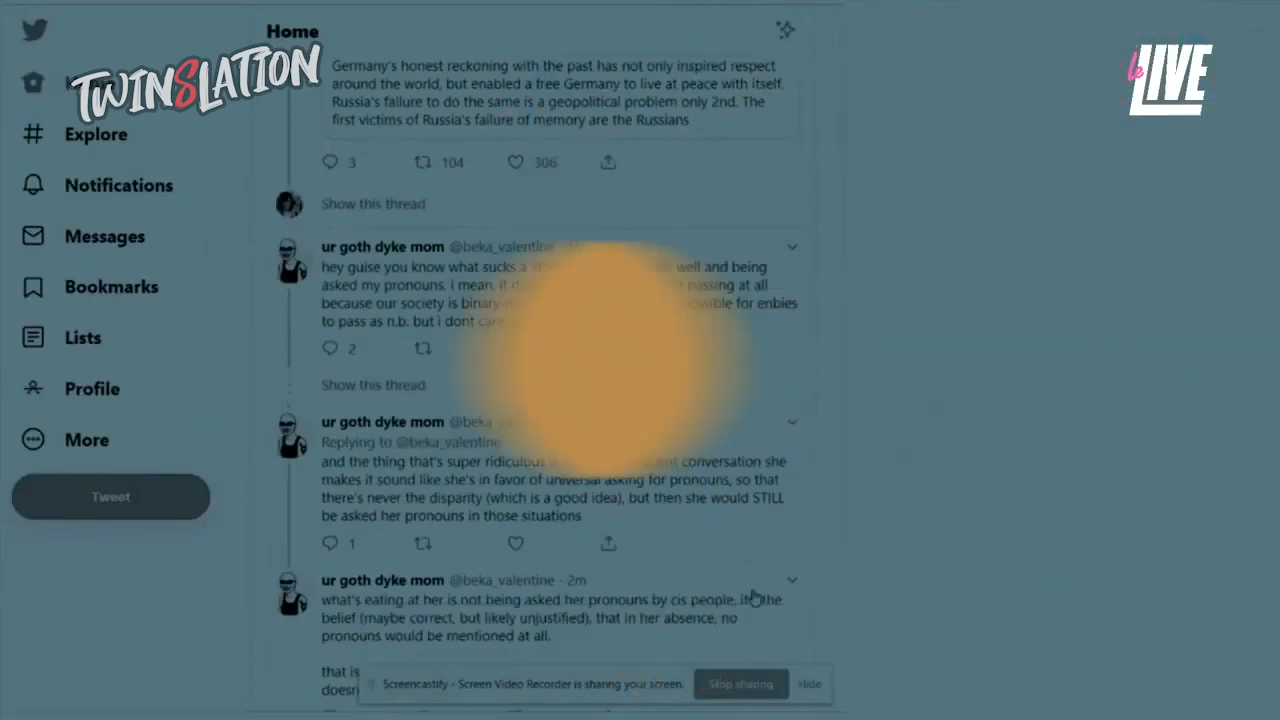 TWIN8LATION
le LIVE
Home
Explore
Notifications
Messages
Bookmarks
Lists
Profile
More
Tweet
Germany's honest reckoning with the past has not only inspired respect
around the world, but enabled a free Germany to live at peace with itself.
Russia's failure to do the same is a geopolitical problem only 2nd. The
first victims of Russia's failure of memory are the Russians
3 104 306
Show this thread
ur goth dyke mom @beka_valentine
hey guise you know what sucks a well and being
asked my pronouns. i mean, it passing at all
because our society is for enbies
to pass as n.b. but i dont care
2
Show this thread
ur goth dyke mom
Replying to @beka_valentine
and the thing that's super ridiculous conversation she
makes it sound like she's in favor of universal asking for pronouns, so that
there's never the disparity (which is a good idea), but then she would STILL
be asked her pronouns in those situations
1
ur goth dyke mom @beka_valentine · 2m
what's eating at her is not being asked her pronouns by cis people, the
belief (maybe correct, but likely unjustified), that in her absence, no
pronouns would be mentioned at all.
that is
Screencastify - Screen Video Recorder is sharing your screen. Stop sharing Hide